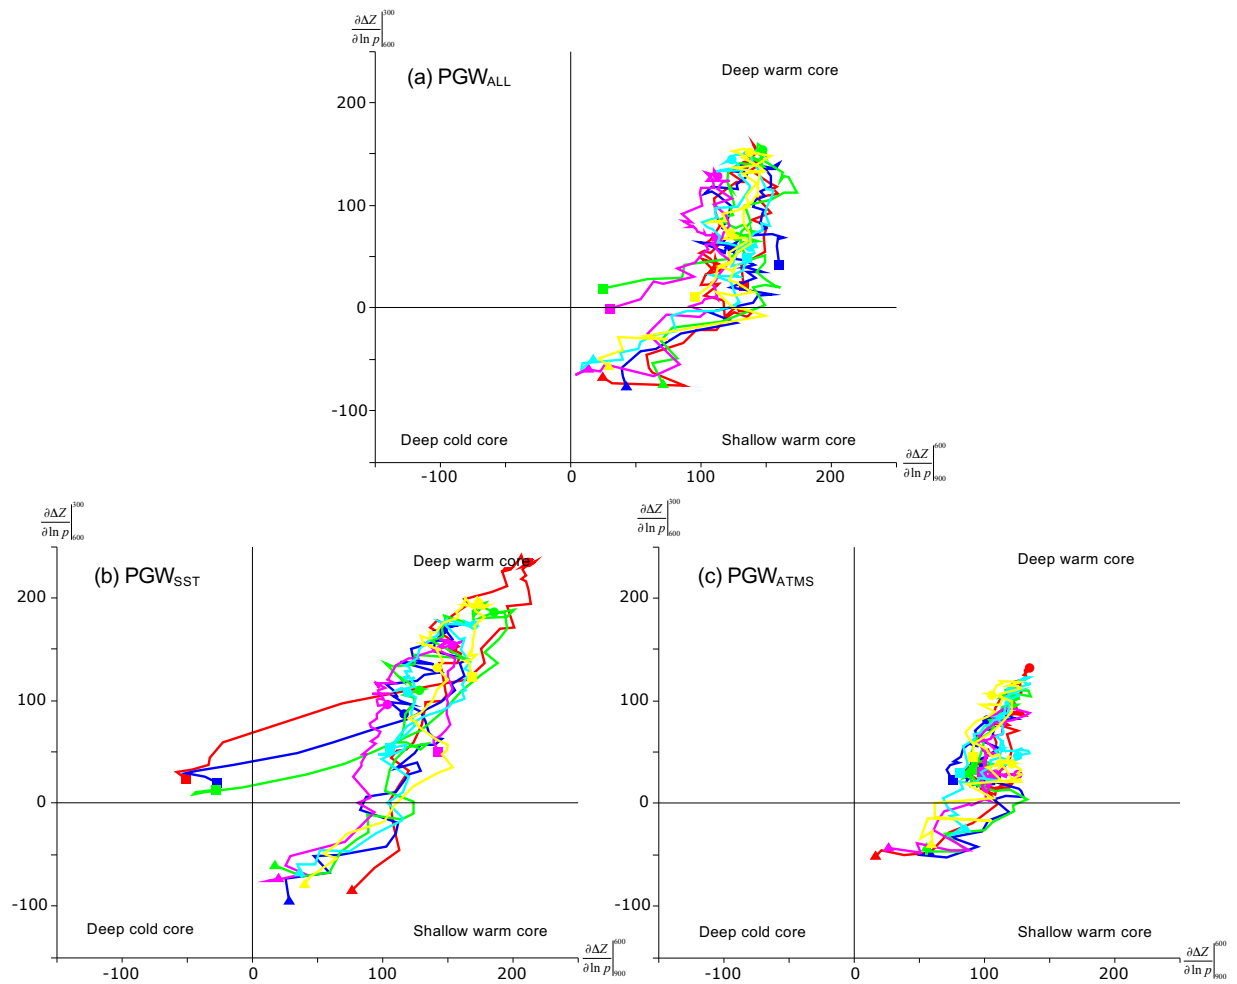 ∂ΔZ
∂ ln p |300 600
(a) PGWALL
Deep warm core
200
100
0
-100
Deep cold core
Shallow warm core
-100
0
100
200
∂ΔZ
∂ ln p |600 900
∂ΔZ
∂ ln p |300 600
(b) PGWSST
Deep warm core
200
100
0
-100
Deep cold core
Shallow warm core
-100
0
100
200
∂ΔZ
∂ ln p |600 900
∂ΔZ
∂ ln p |300 600
(c) PGWATMS
Deep warm core
200
100
0
-100
Deep cold core
Shallow warm core
-100
0
100
200
∂ΔZ
∂ ln p |600 900